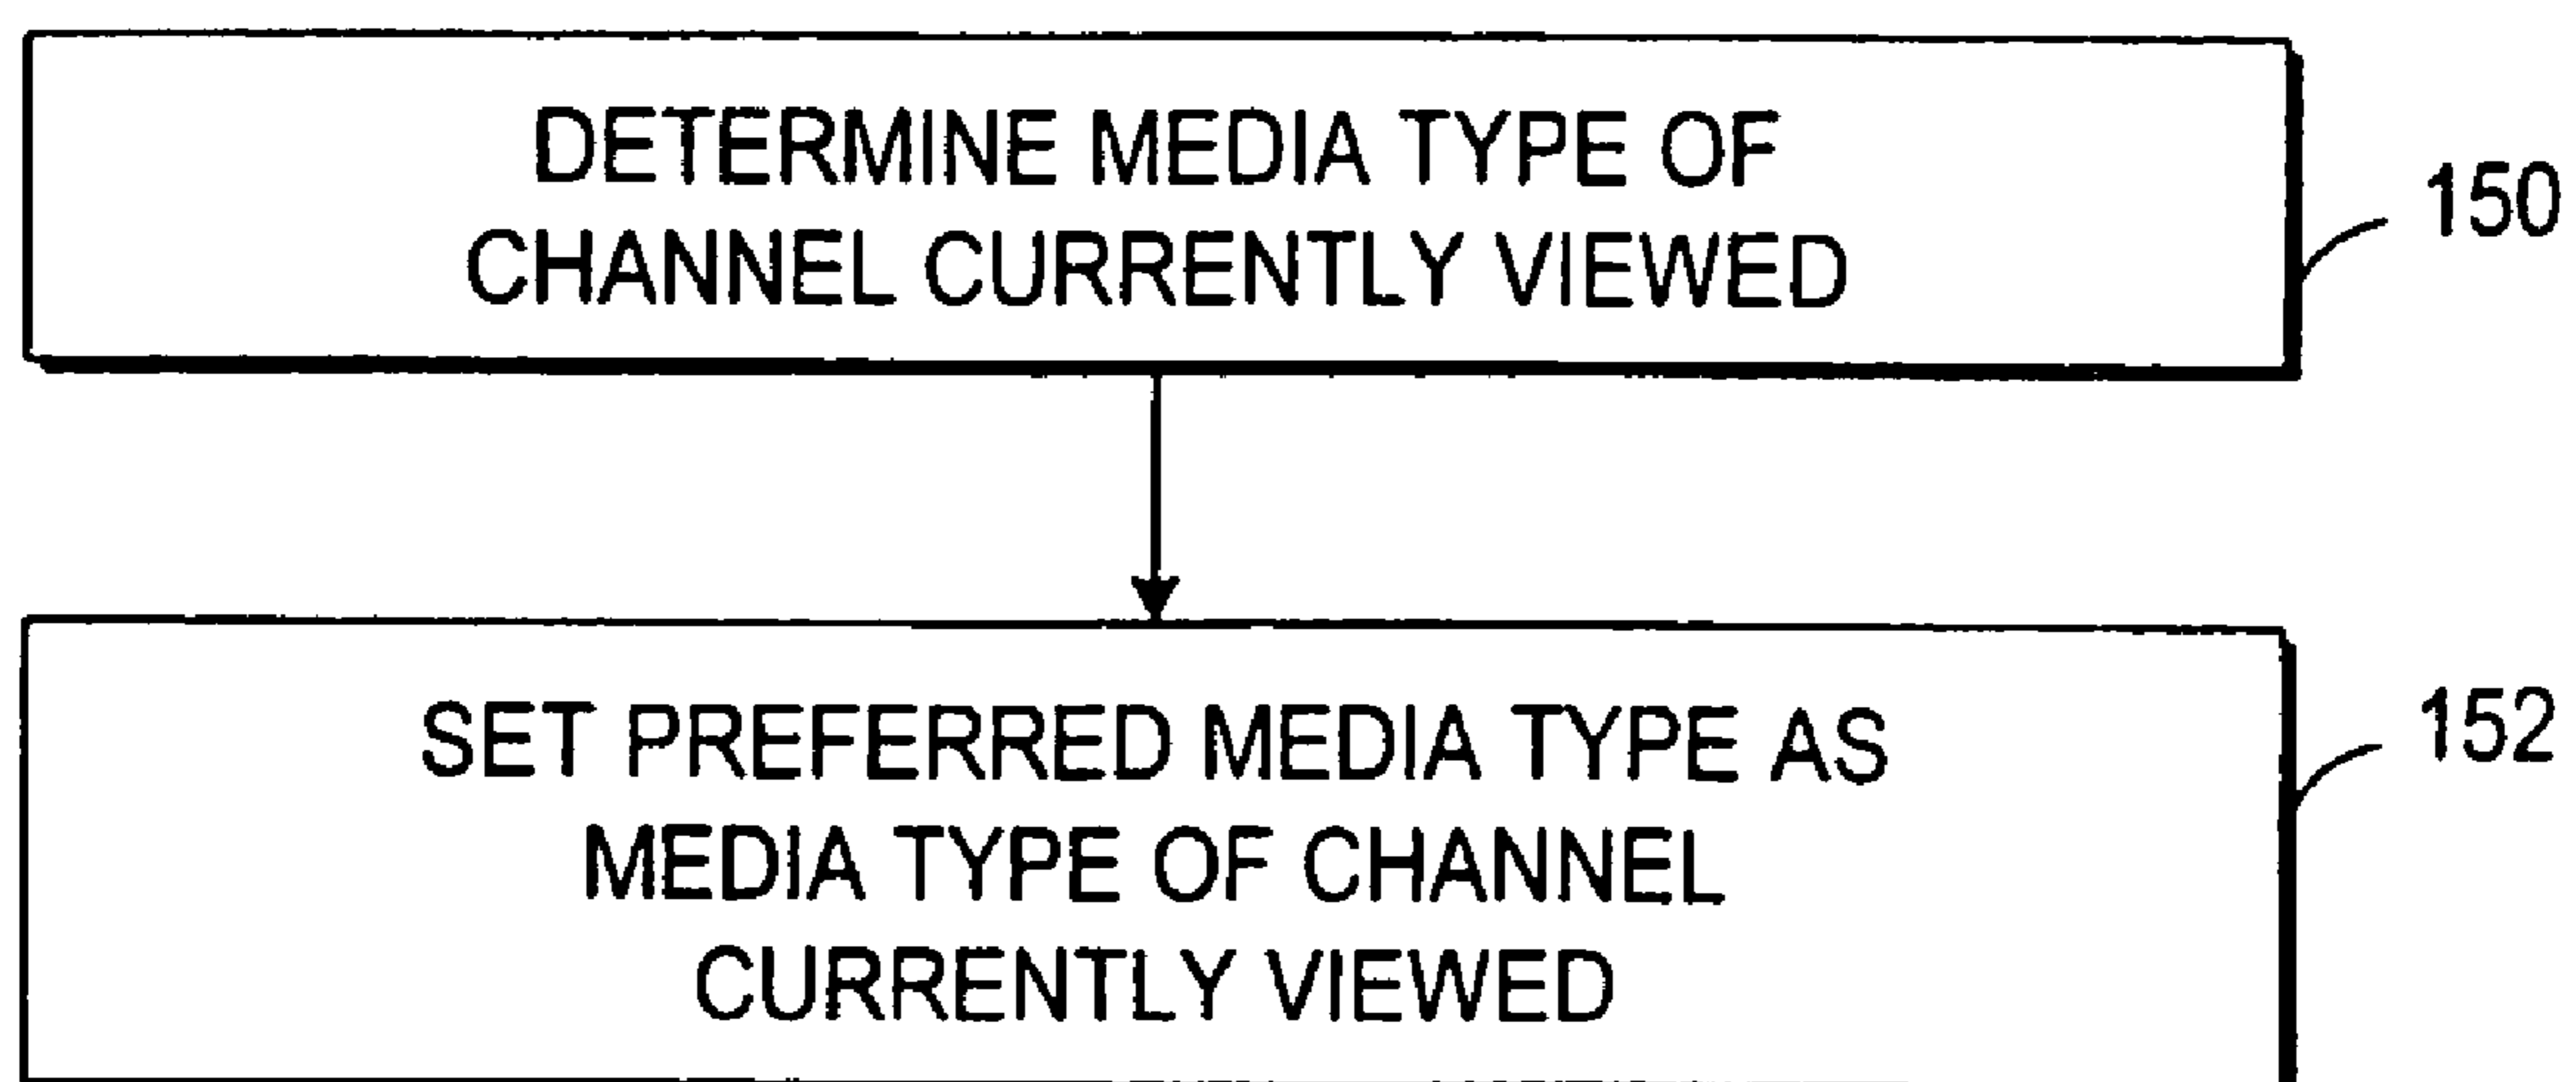 DETERMINE MEDIA TYPE OF
CHANNEL CURRENTLY VIEWED
150
SET PREFERRED MEDIA TYPE AS
MEDIA TYPE OF CHANNEL
CURRENTLY VIEWED
152